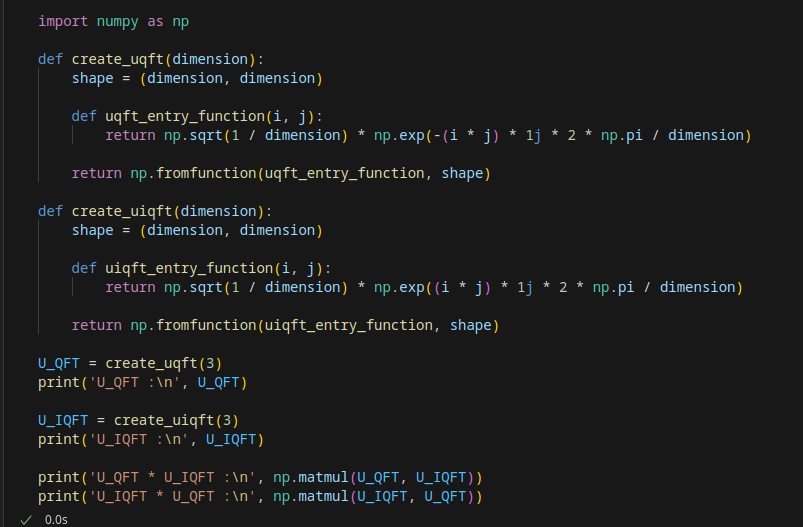 import numpy as np
def create_uqft(dimension):
shape = (dimension, dimension)
def uqft_entry_function(i, j):
return np.sqrt(1 / dimension) * np.exp(-(i * j) * 1j * 2 * np.pi / dimension)
return np.fromfunction(uqft_entry_function, shape)
def create_uiqft(dimension):
shape = (dimension, dimension)
def uiqft_entry_function(i, j):
return np.sqrt(1 / dimension) * np.exp((i * j) * 1j * 2 * np.pi / dimension)
return np.fromfunction(uiqft_entry_function, shape)
U_QFT = create_uqft(3)
print('U_QFT :\n', U_QFT)
U_IQFT = create_uiqft(3)
print('U_IQFT :\n', U_IQFT)
print('U_QFT * U_IQFT :\n', np.matmul(U_QFT, U_IQFT))
print('U_IQFT * U_QFT :\n', np.matmul(U_IQFT, U_QFT))
0.0s